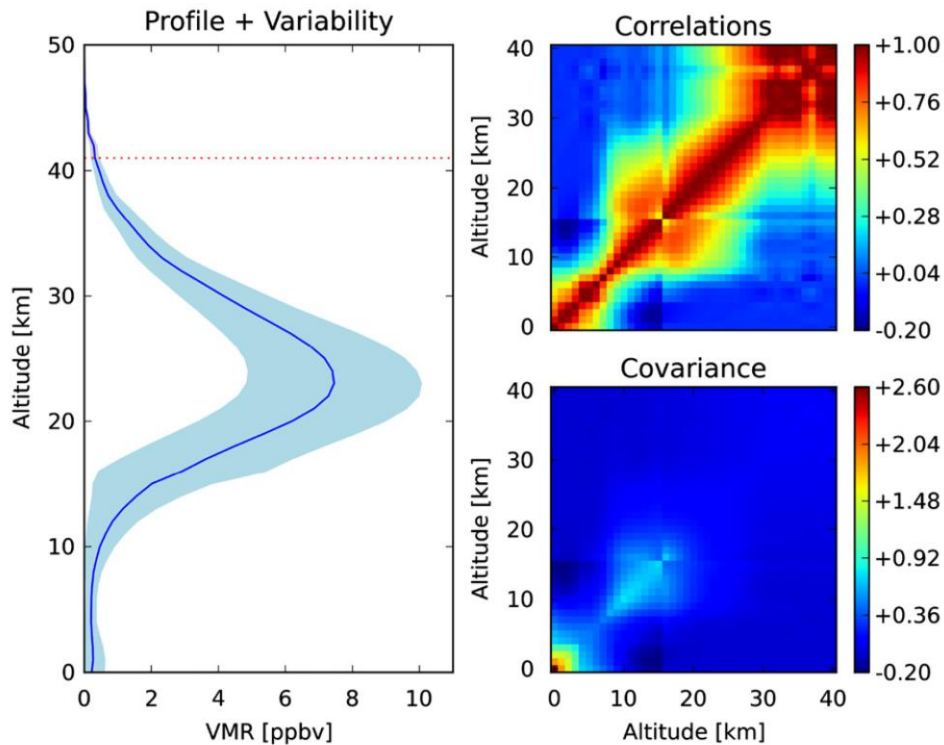 Profile + Variability
50
40
30
20
10
0
Altitude [km]
0 2 4 6 8 10
VMR [ppbv]
Correlations
40
30
20
10
0
Altitude [km]
+1.00
+0.76
+0.52
+0.28
+0.04
-0.20
Covariance
40
30
20
10
0
Altitude [km]
0 10 20 30 40
Altitude [km]
+2.60
+2.04
+1.48
+0.92
+0.36
-0.20